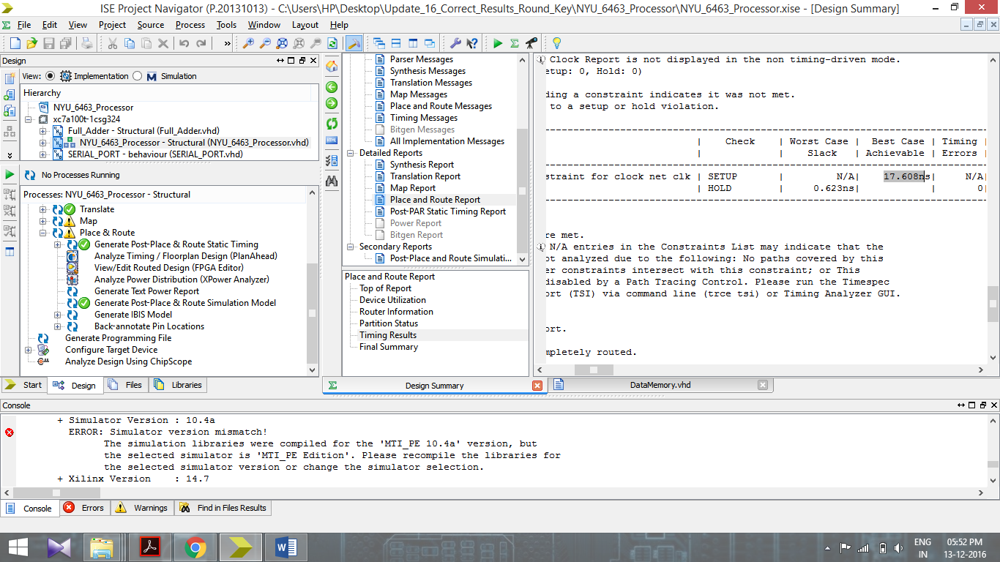 ISE Project Navigator (P.20131013) - C:\Users\HP\Desktop\Update_16_Correct_Results_Round_Key\NYU_6463_Processor\NYU_6463_Processor.xise - [Design Summary]
File Edit View Project Source Process Tools Window Layout Help
Design
View: Implementation Simulation
Hierarchy
NYU_6463_Processor
xc7a100t-1csg324
Full_Adder - Structural (Full_Adder.vhd)
NYU_6463_Processor - Structural (NYU_6463_Processor.vhd)
SERIAL_PORT - behaviour (SERIAL_PORT.vhd)
No Processes Running
Processes: NYU_6463_Processor - Structural
Translate
Map
Place & Route
Generate Post-Place & Route Static Timing
Analyze Timing / Floorplan Design (PlanAhead)
View/Edit Routed Design (FPGA Editor)
Analyze Power Distribution (XPower Analyzer)
Generate Text Power Report
Generate Post-Place & Route Simulation Model
Generate IBIS Model
Back-annotate Pin Locations
Generate Programming File
Configure Target Device
Analyze Design Using ChipScope
Start Design Files Libraries
Parser Messages
Synthesis Messages
Translation Messages
Map Messages
Place and Route Messages
Timing Messages
Bitgen Messages
All Implementation Messages
Detailed Reports
Synthesis Report
Translation Report
Map Report
Place and Route Report
Post-PAR Static Timing Report
Power Report
Bitgen Report
Secondary Reports
Post-Place and Route Simulati...
Place and Route Report
Top of Report
Device Utilization
Router Information
Partition Status
Timing Results
Final Summary
Clock Report is not displayed in the non timing-driven mode.
etup: 0, Hold: 0)
ding a constraint indicates it was not met.
to a setup or hold violation.
| Check | Worst Case | Best Case | Timing |
| | Slack | Achievable | Errors |
straint for clock net clk | SETUP | N/A| 17.608ns| N/A|
| HOLD | 0.623ns| | 0|
re met.
N/A entries in the Constraints List may indicate that the
ot analyzed due to the following: No paths covered by this
er constraints intersect with this constraint; or This
disabled by a Path Tracing Control. Please run the Timespec
ort (TSI) via command line (trce tsi) or Timing Analyzer GUI.
ort.
mpletely routed.
Design Summary DataMemory.vhd
Console
+ Simulator Version : 10.4a
ERROR: Simulator version mismatch!
The simulation libraries were compiled for the 'MTI_PE 10.4a' version, but
the selected simulator is 'MTI_PE Edition'. Please recompile the libraries for
the selected simulator version or change the simulator selection.
+ Xilinx Version : 14.7
Console Errors Warnings Find in Files Results
ENG 05:52 PM
IN 13-12-2016